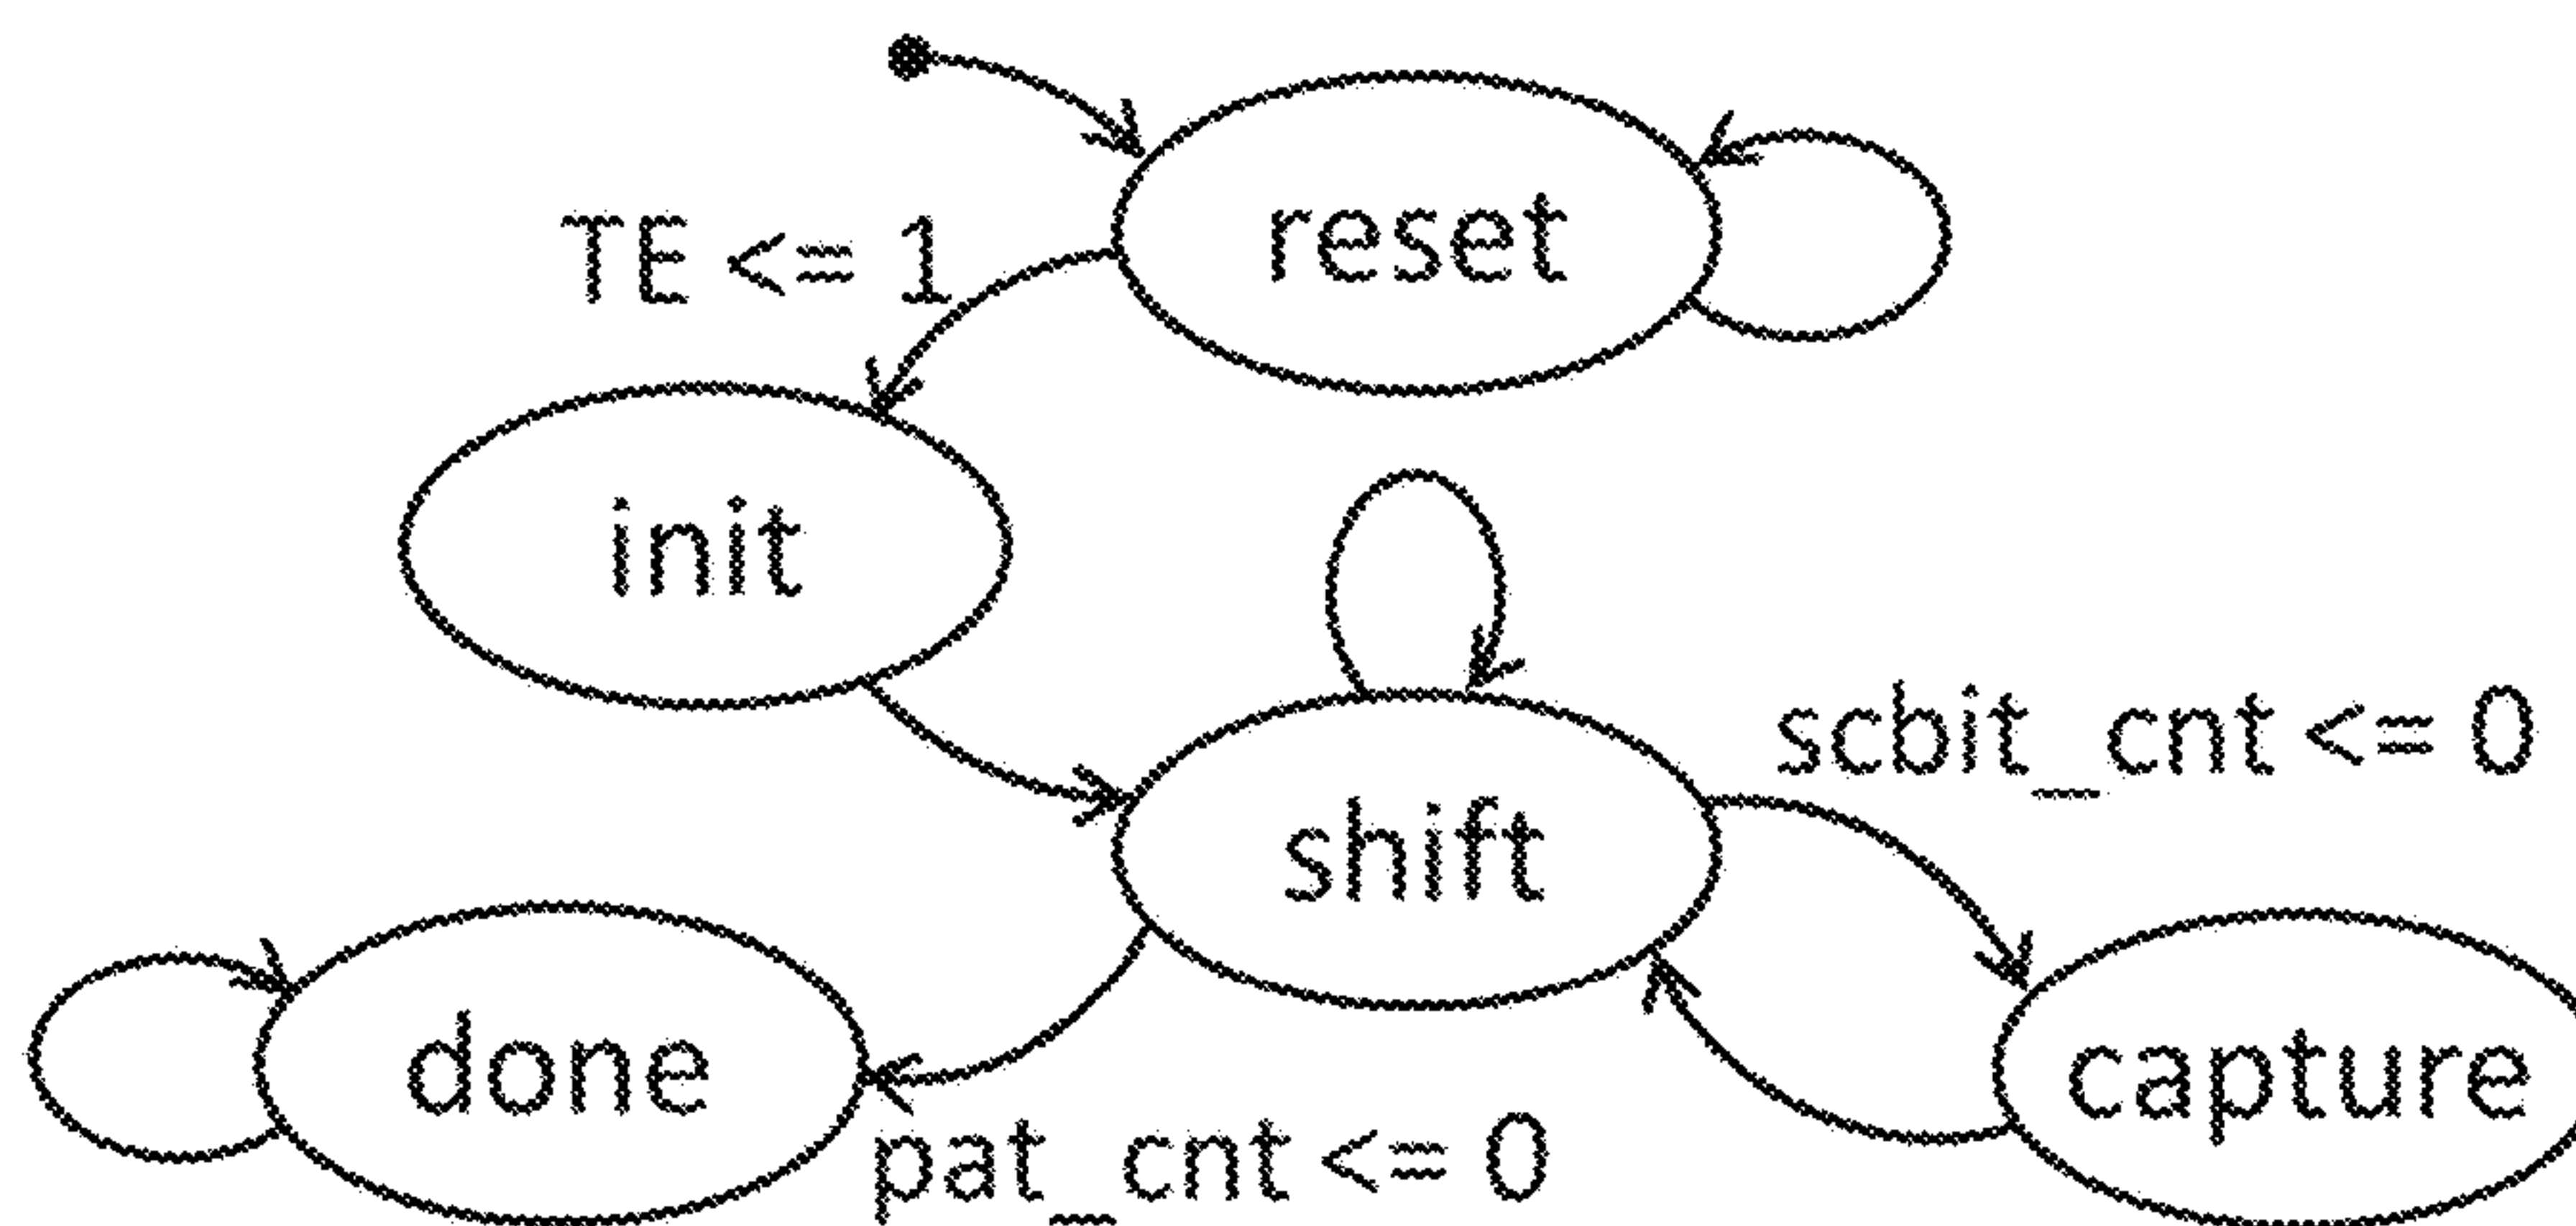 reset
TE <= 1
init
scbit_cnt <= 0
shift
done
capture
pat_cnt <= 0